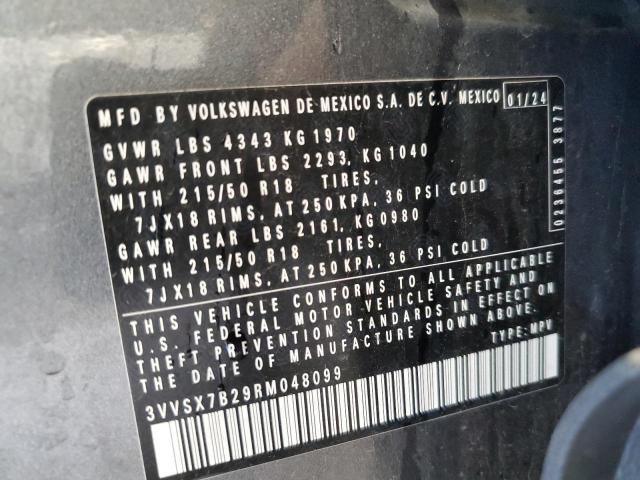 MFD BY VOLKSWAGEN DE MEXICO S.A. DE C.V. MEXICO 01/24
GVWR LBS 4343 KG 1970
GAWR FRONT LBS 2293, KG 1040
WITH 215/50 R18 TIRES,
7JX18 RIMS, AT 250 KPA, 36 PSI COLD
GAWR REAR LBS 2161, KG 0980
WITH 215/50 R18 TIRES,
7JX18 RIMS, AT 250 KPA, 36 PSI COLD
THIS VEHICLE CONFORMS TO ALL APPLICABLE
U.S. FEDERAL MOTOR VEHICLE SAFETY AND
THEFT PREVENTION STANDARDS IN EFFECT ON
THE DATE OF MANUFACTURE SHOWN ABOVE.
TYPE: MPV
3VVSX7B29RM048099
0236455 3877